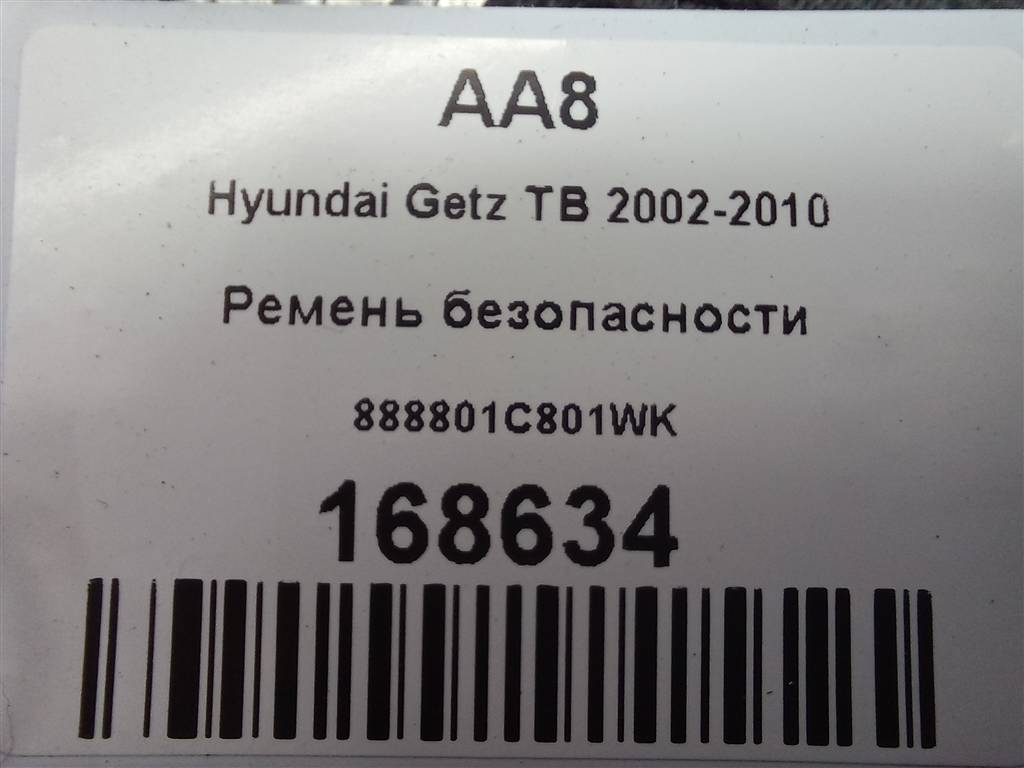 AA8
Hyundai Getz TB 2002-2010
Ремень безопасности
888801C801WK
168634